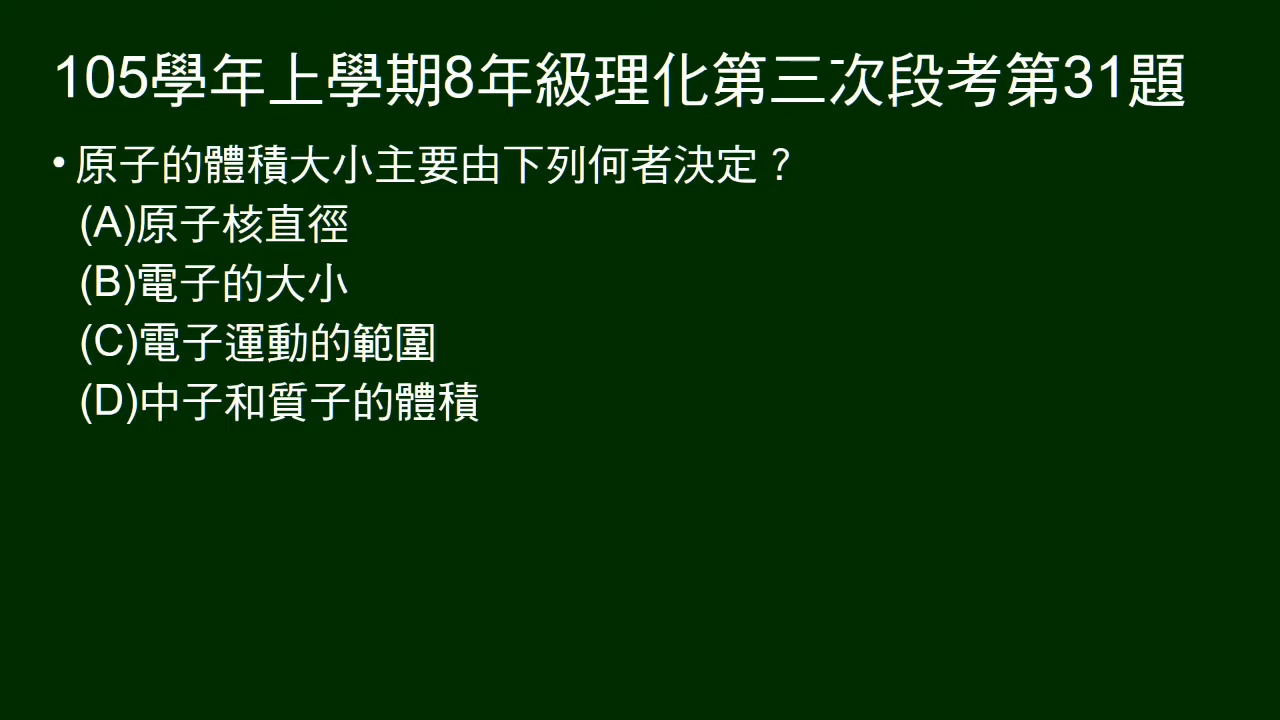 105學年上學期8年級理化第三次段考第31題
• 原子的體積大小主要由下列何者決定？
(A)原子核直徑
(B)電子的大小
(C)電子運動的範圍
(D)中子和質子的體積